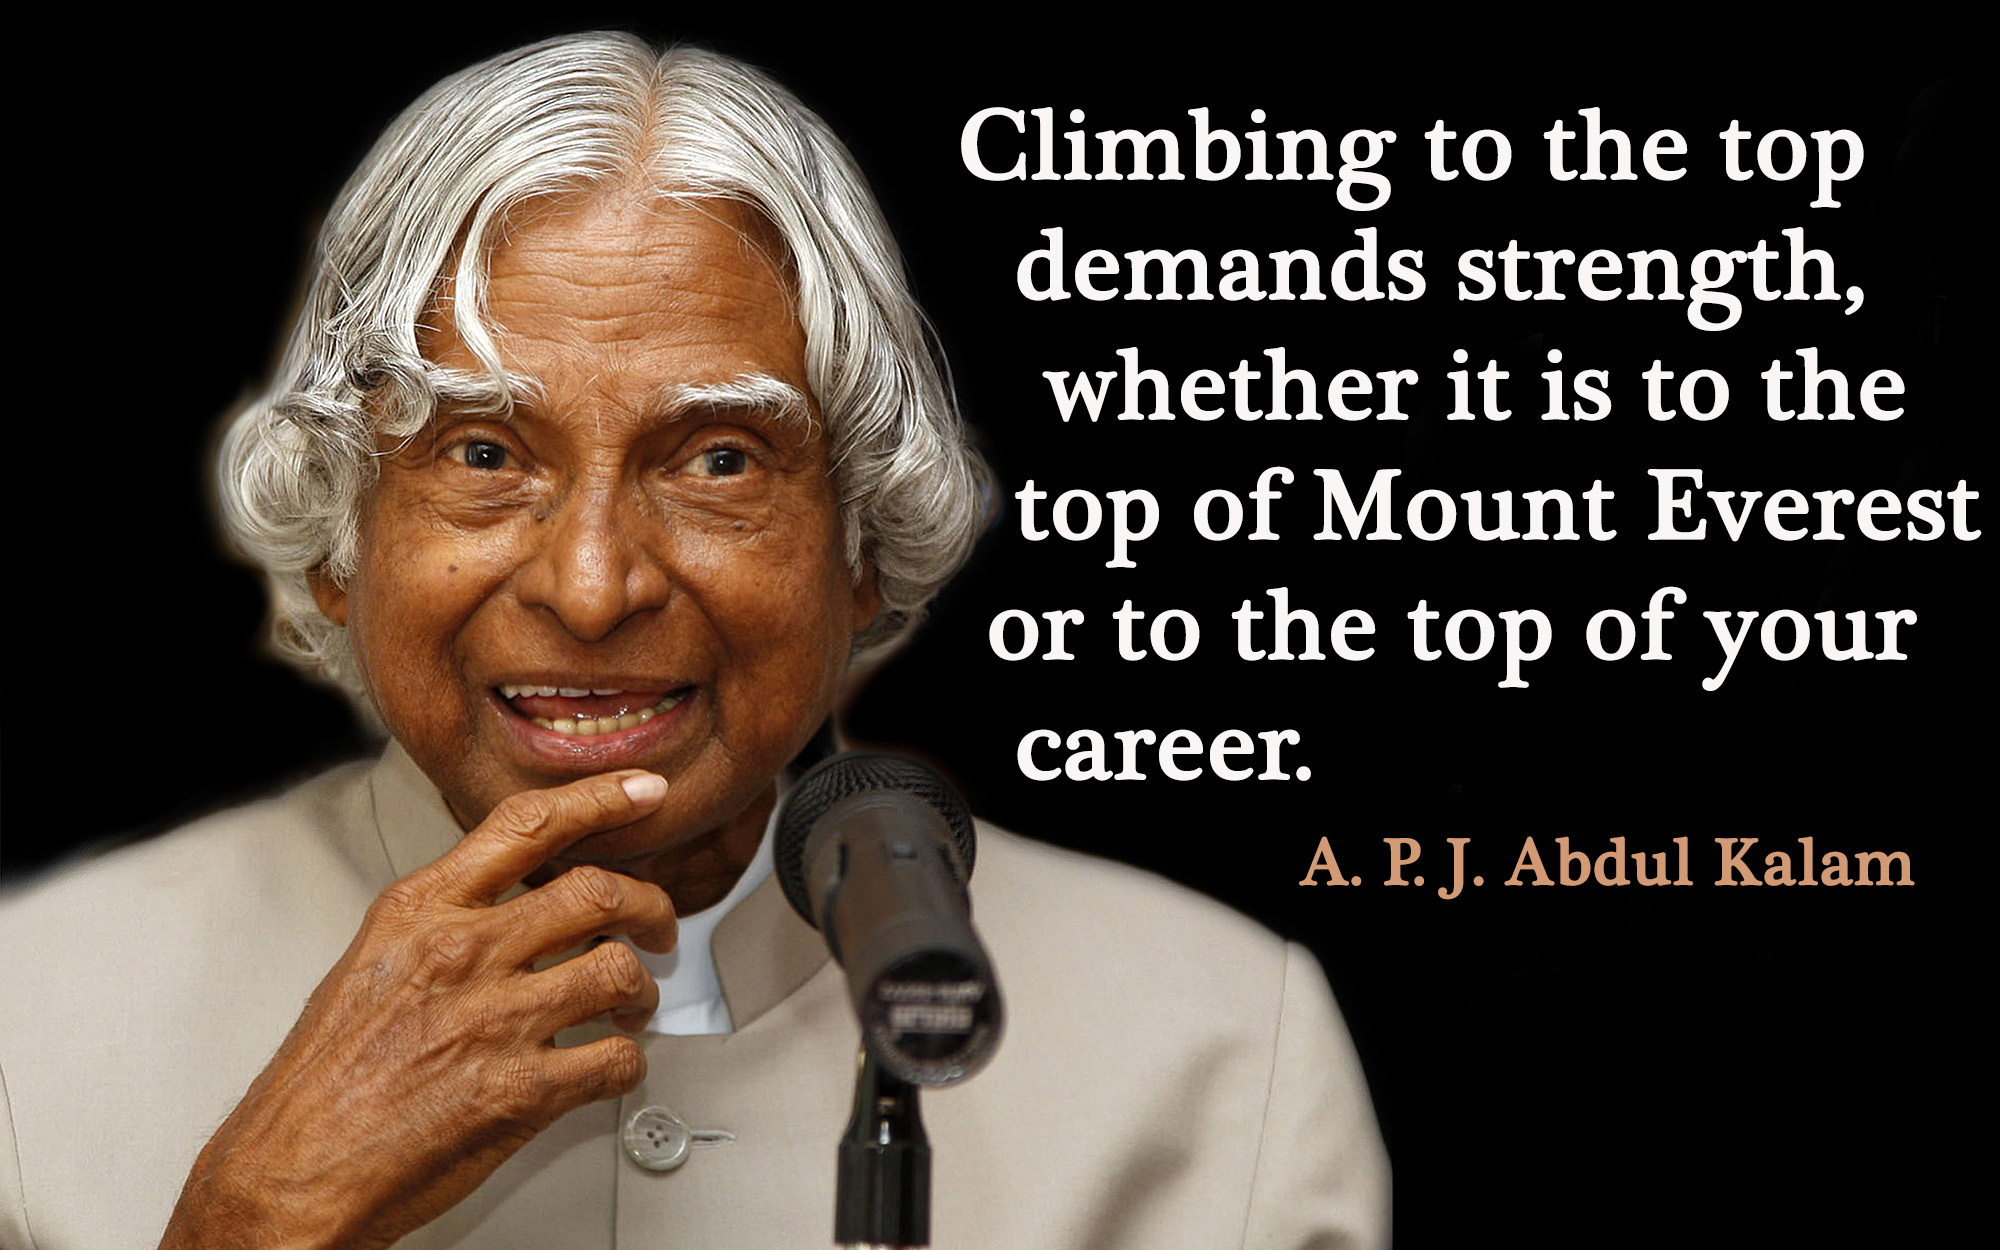 Climbing to the top
demands strength,
whether it is to the
top of Mount Everest
or to the top of your
career.
A. P. J. Abdul Kalam